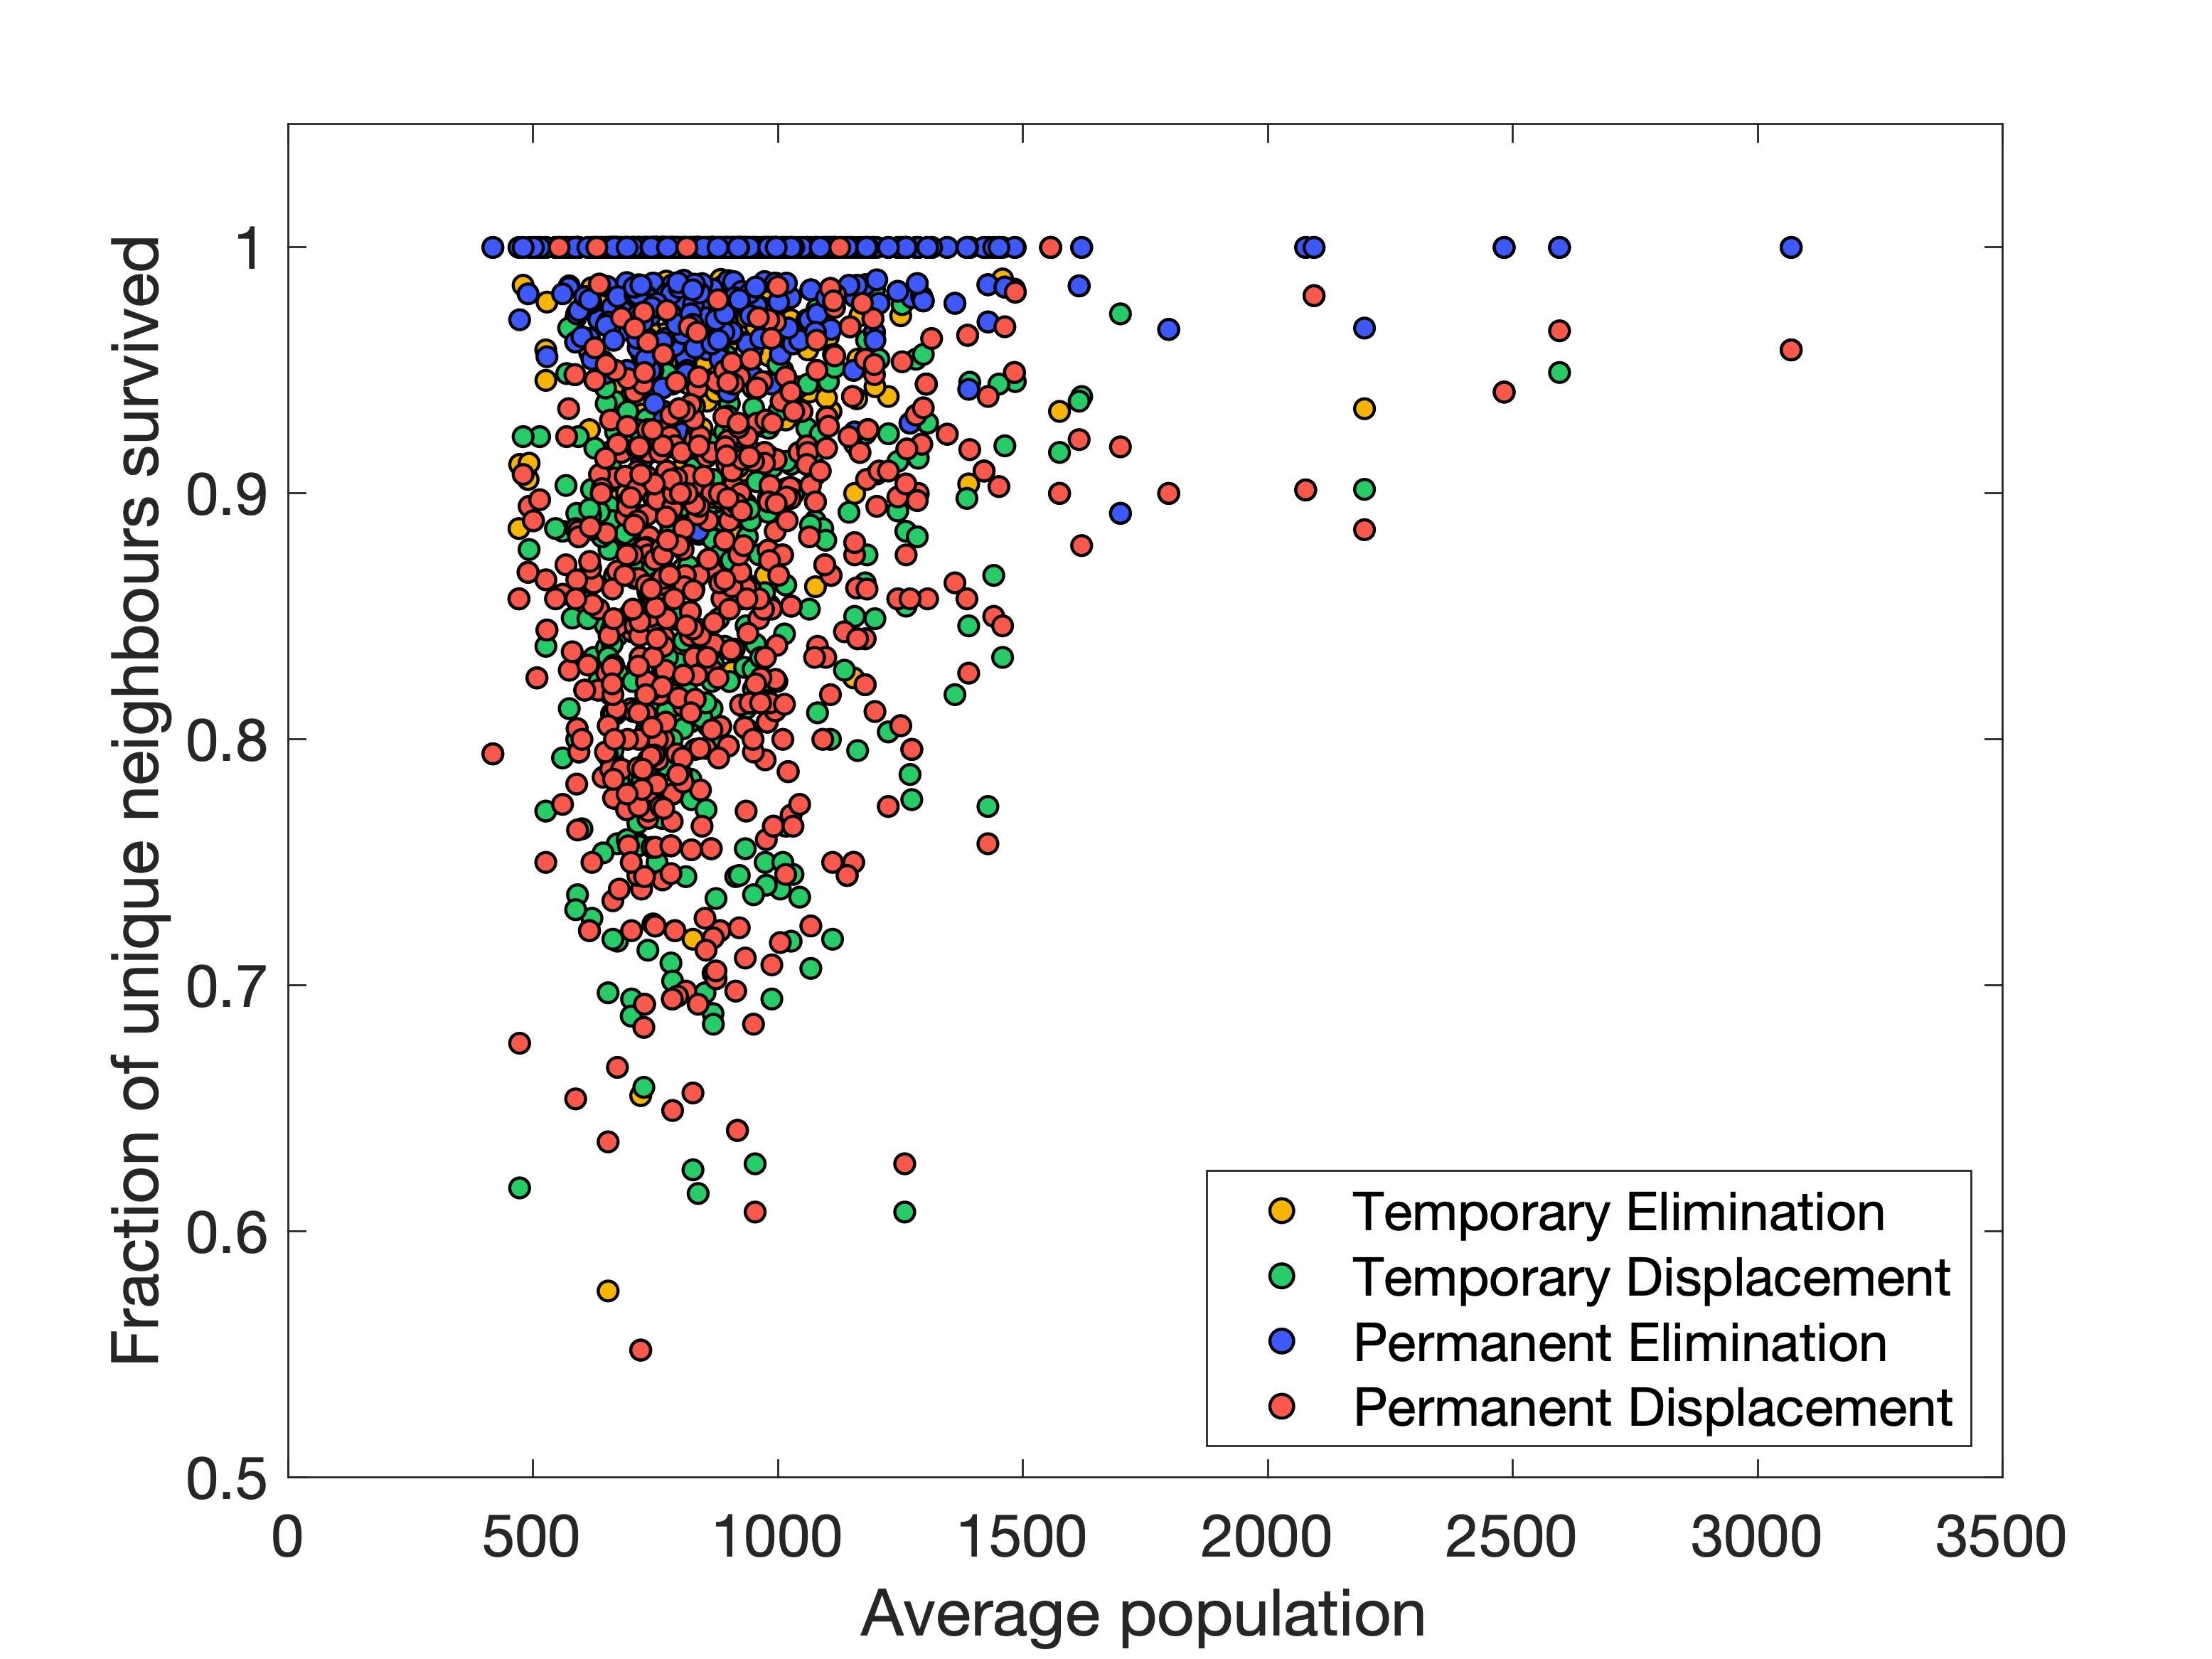 Fraction of unique neighbours survived
1
0.9
0.8
0.7
0.6
0.5
0 500 1000 1500 2000 2500 3000 3500
Average population
Temporary Elimination
Temporary Displacement
Permanent Elimination
Permanent Displacement